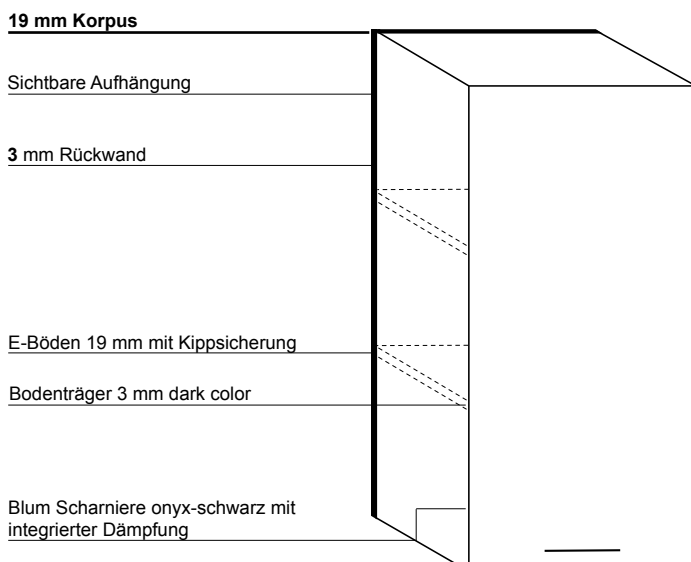 19 mm Korpus
Sichtbare Aufhängung
3 mm Rückwand
E-Böden 19 mm mit Kippsicherung
Bodenträger 3 mm dark color
Blum Scharniere onyx-schwarz mit
integrierter Dämpfung